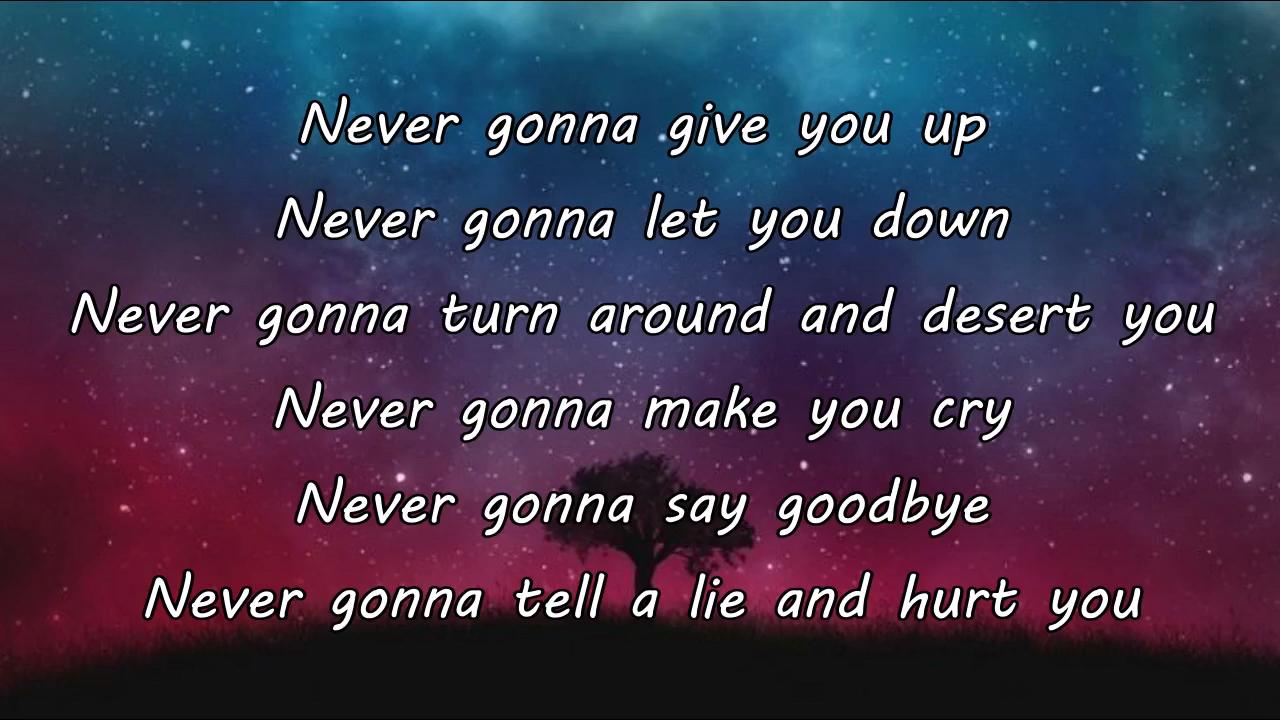 Never gonna give you up
Never gonna let you down
Never gonna turn around and desert you
Never gonna make you cry
Never gonna say goodbye
Never gonna tell a lie and hurt you